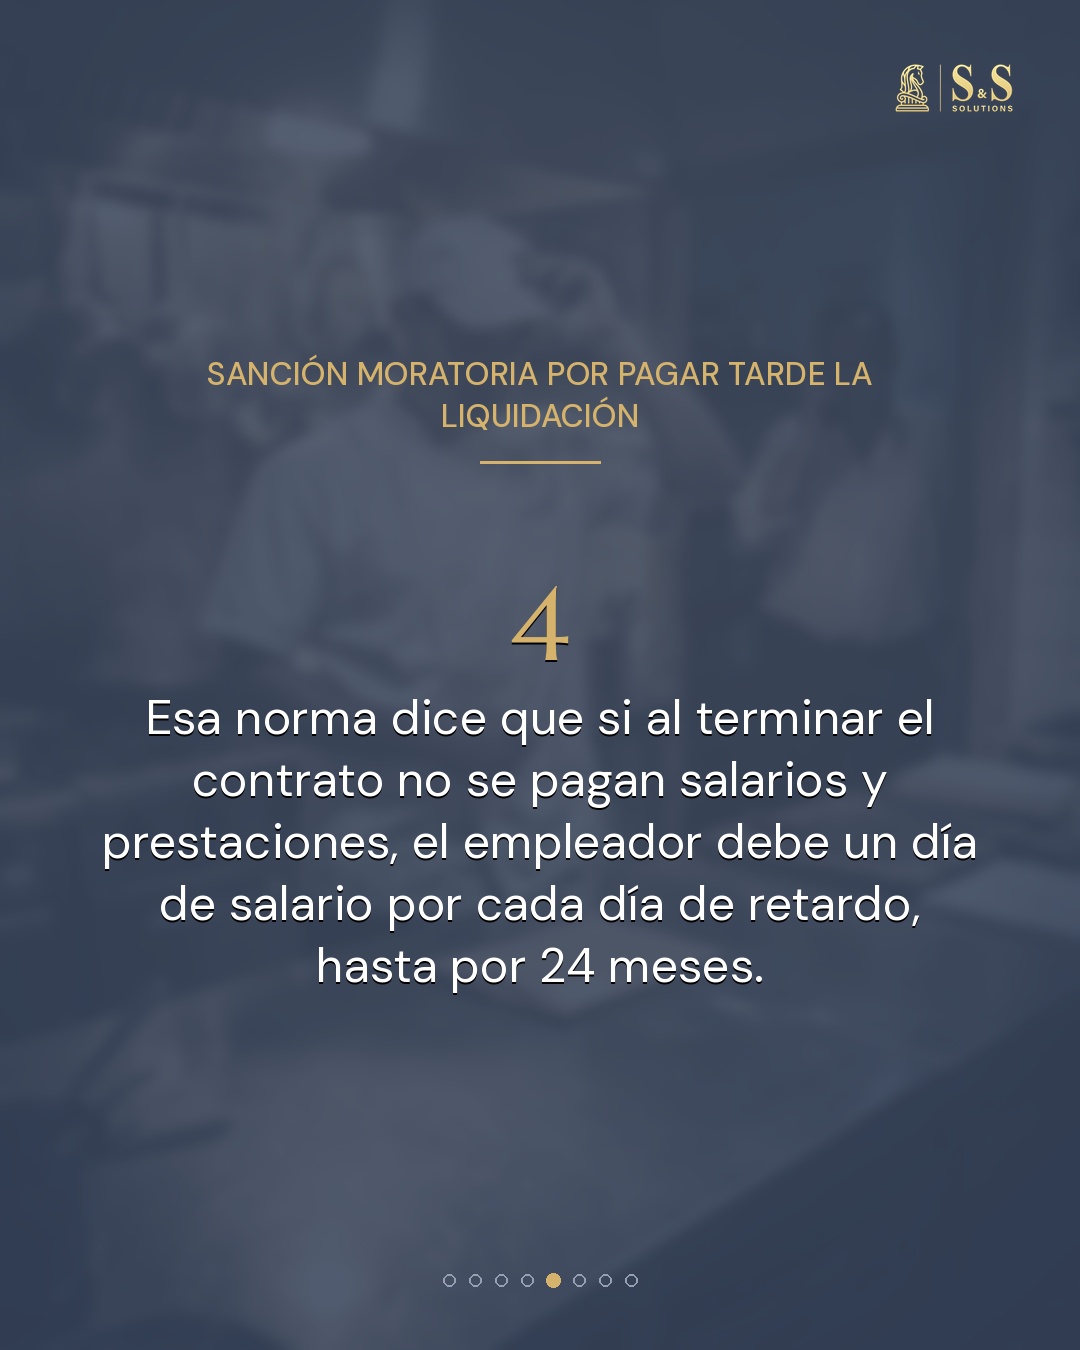 S&S
SOLUTIONS
SANCIÓN MORATORIA POR PAGAR TARDE LA
LIQUIDACIÓN
4
Esa norma dice que si al terminar el
contrato no se pagan salarios y
prestaciones, el empleador debe un día
de salario por cada día de retardo,
hasta por 24 meses.